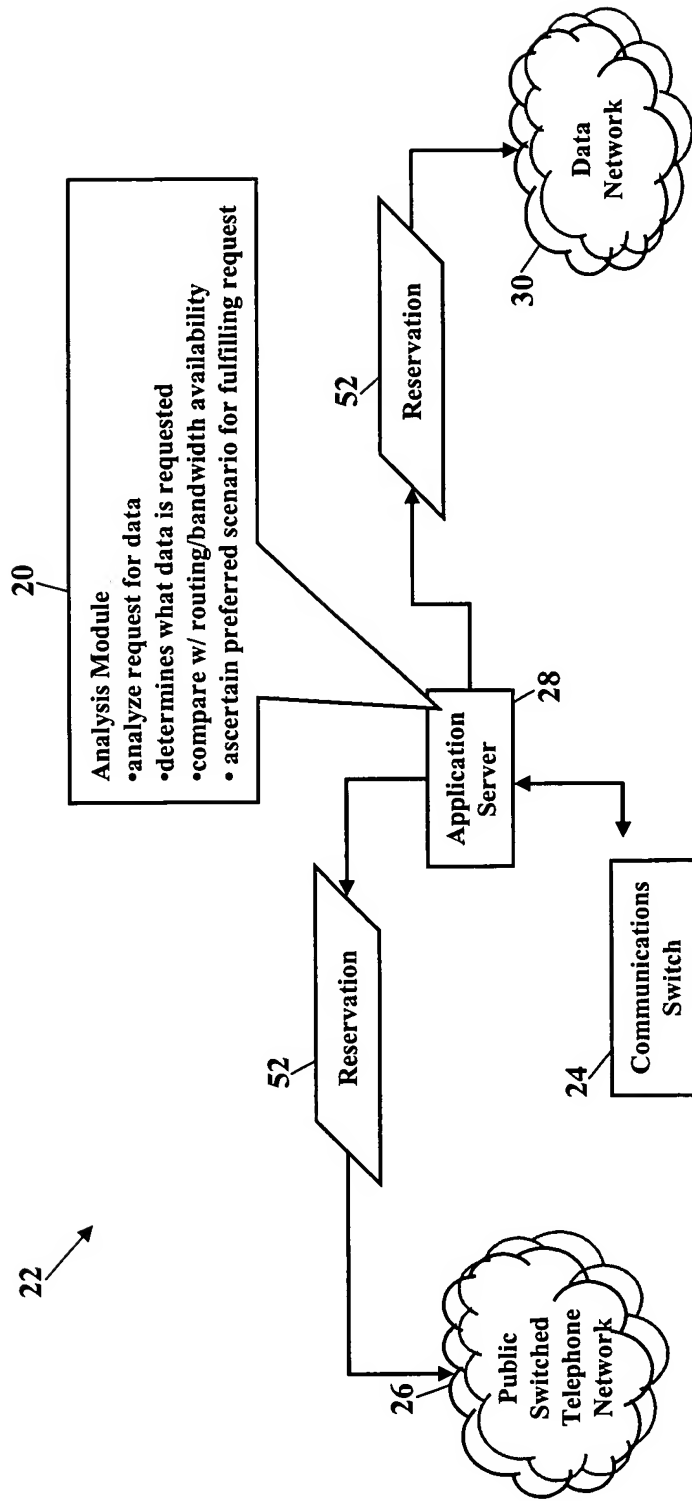 22
20
Analysis Module
•analyze request for data
•determines what data is requested
•compare w/ routing/bandwidth availability
• ascertain preferred scenario for fulfilling request
52
Reservation
52
Reservation
26
Public
Switched
Telephone
Network
Application
Server
28
24
Communications
Switch
30
Data
Network